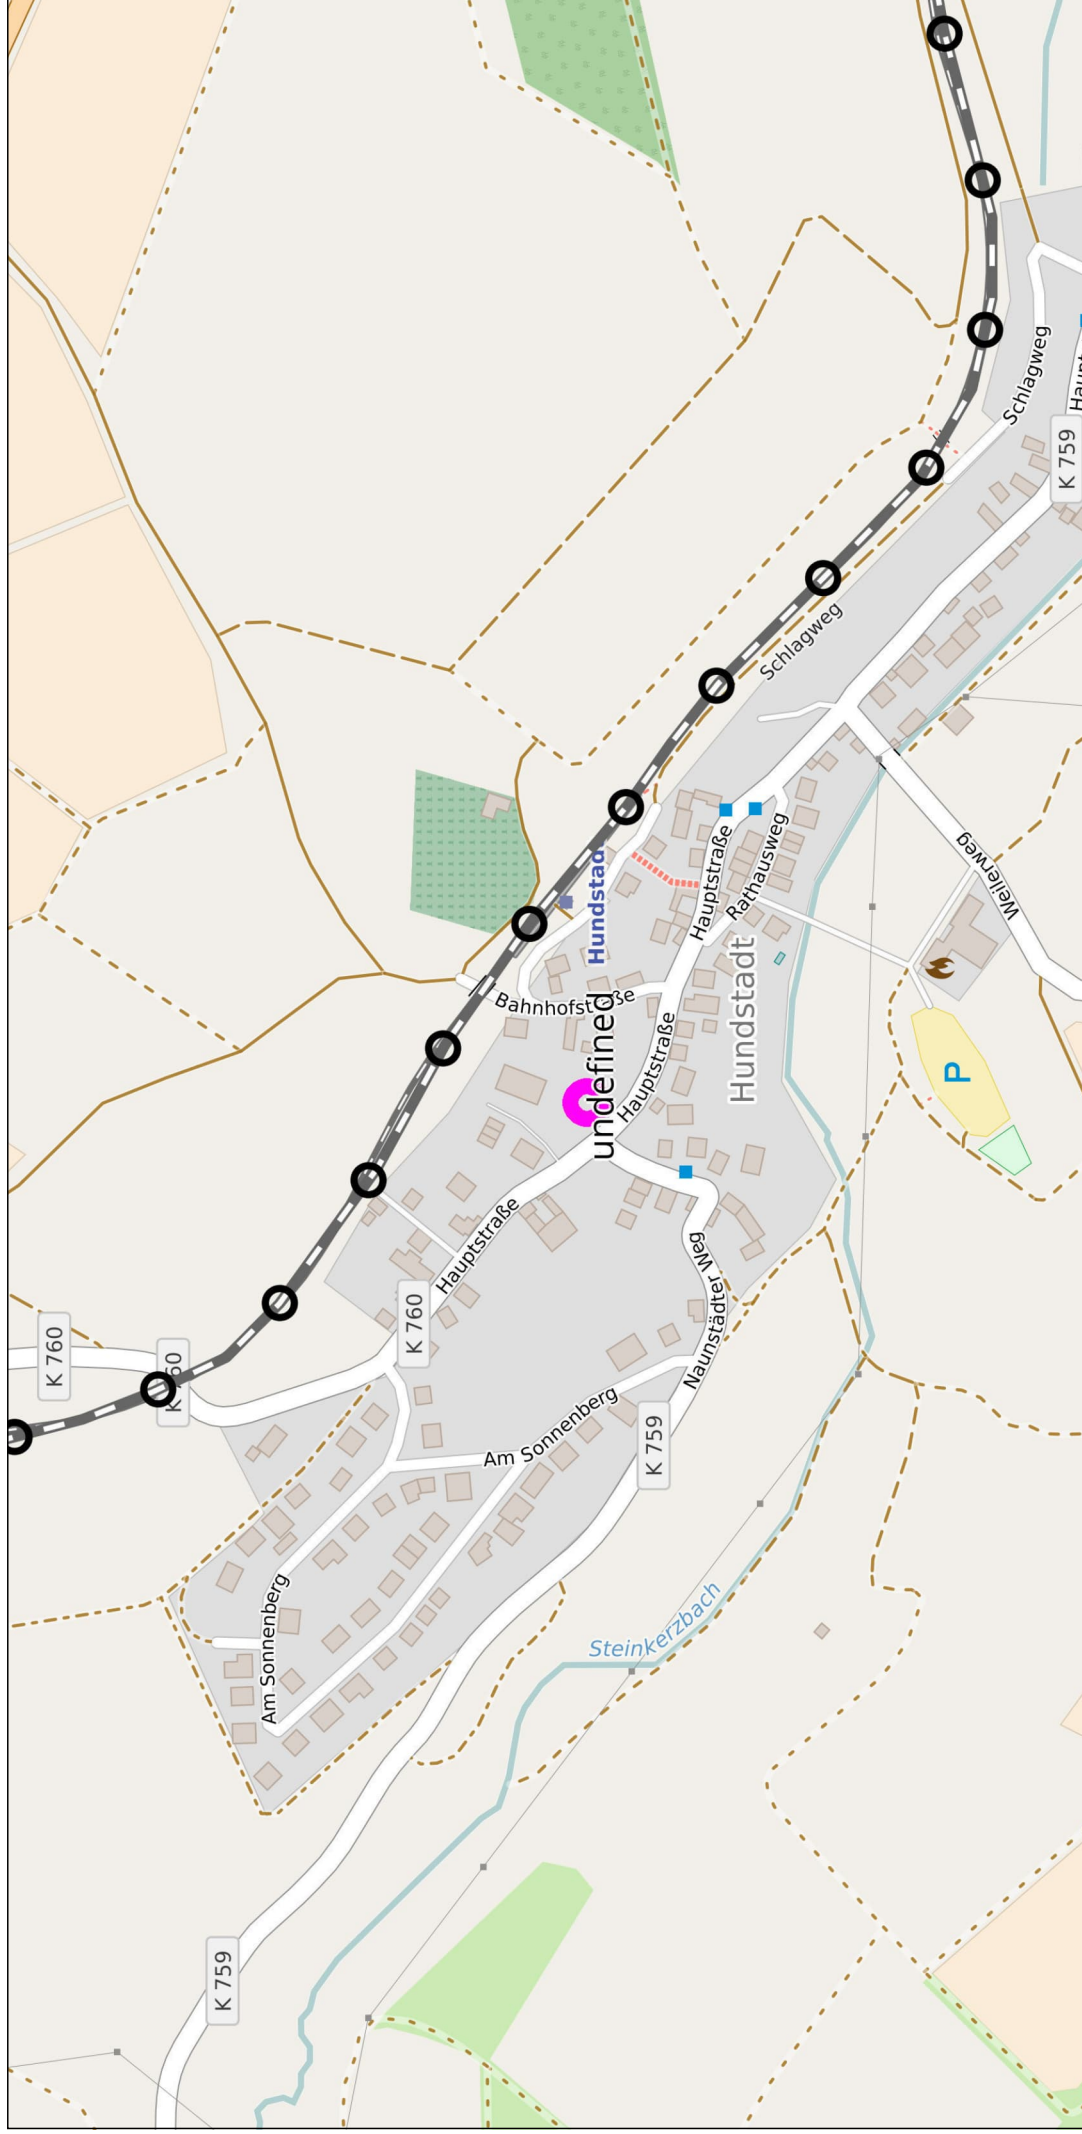 K 760
K 760
K 760
K 759
K 759
K 759
Am Sonnenberg
Am Sonnenberg
Hauptstraße
Hauptstraße
Hauptstraße
Naunstädter Weg
Bahnhofstraße
undefined
Hundstad
Hundstadt
Rathausweg
Schlagweg
Schlagweg
Weilerweg
Steinkerzbach
P
Haupt